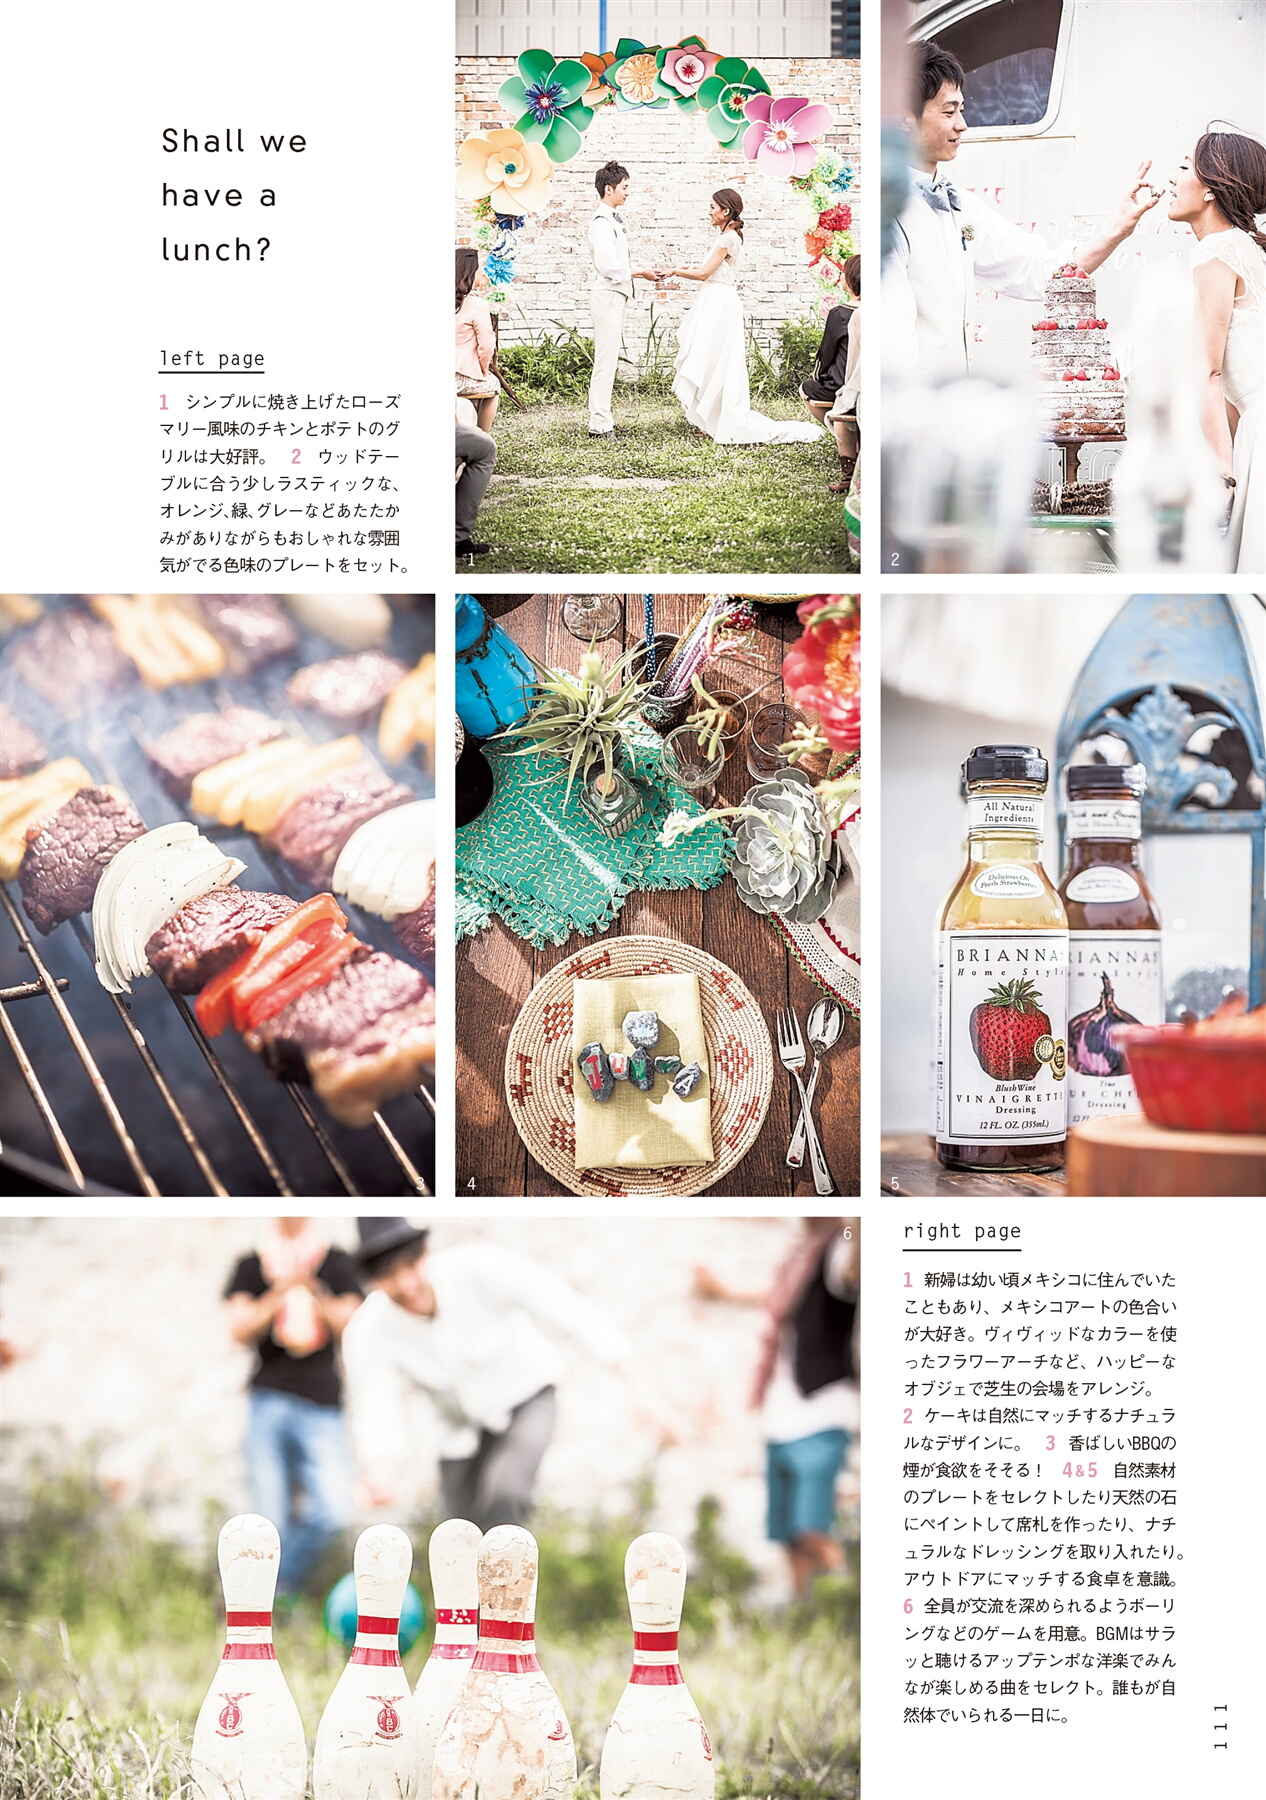 Shall we
have a
lunch?
left page
1 シンプルに焼き上げたローズ
マリー風味のチキンとポテトのグ
リルは大好評。 2 ウッドテー
ブルに合う少しラスティックな、
オレンジ、緑、グレーなどあたたか
みがありながらもおしゃれな雰囲
気がでる色味のプレートをセット。
1
2
3
4
All Natural
Ingredients
BRIANNAS
Home Style
Blush Wine
VINAIGRETTE
Dressing
12 FL. OZ. (355ml.)
Dressing
5
6
right page
1 新婦は幼い頃メキシコに住んでいた
こともあり、メキシコアートの色合い
が大好き。ヴィヴィッドなカラーを使
ったフラワーアーチなど、ハッピーな
オブジェで芝生の会場をアレンジ。
2 ケーキは自然にマッチするナチュラ
ルなデザインに。 3 香ばしいBBQの
煙が食欲をそそる! 4&5 自然素材
のプレートをセレクトしたり天然の石
にペイントして席札を作ったり、ナチ
ュラルなドレッシングを取り入れたり。
アウトドアにマッチする食卓を意識。
6 全員が交流を深められるようボーリ
ングなどのゲームを用意。BGMはサラ
ッと聴けるアップテンポな洋楽でみん
なが楽しめる曲をセレクト。誰もが自
然体でいられる一日に。
111